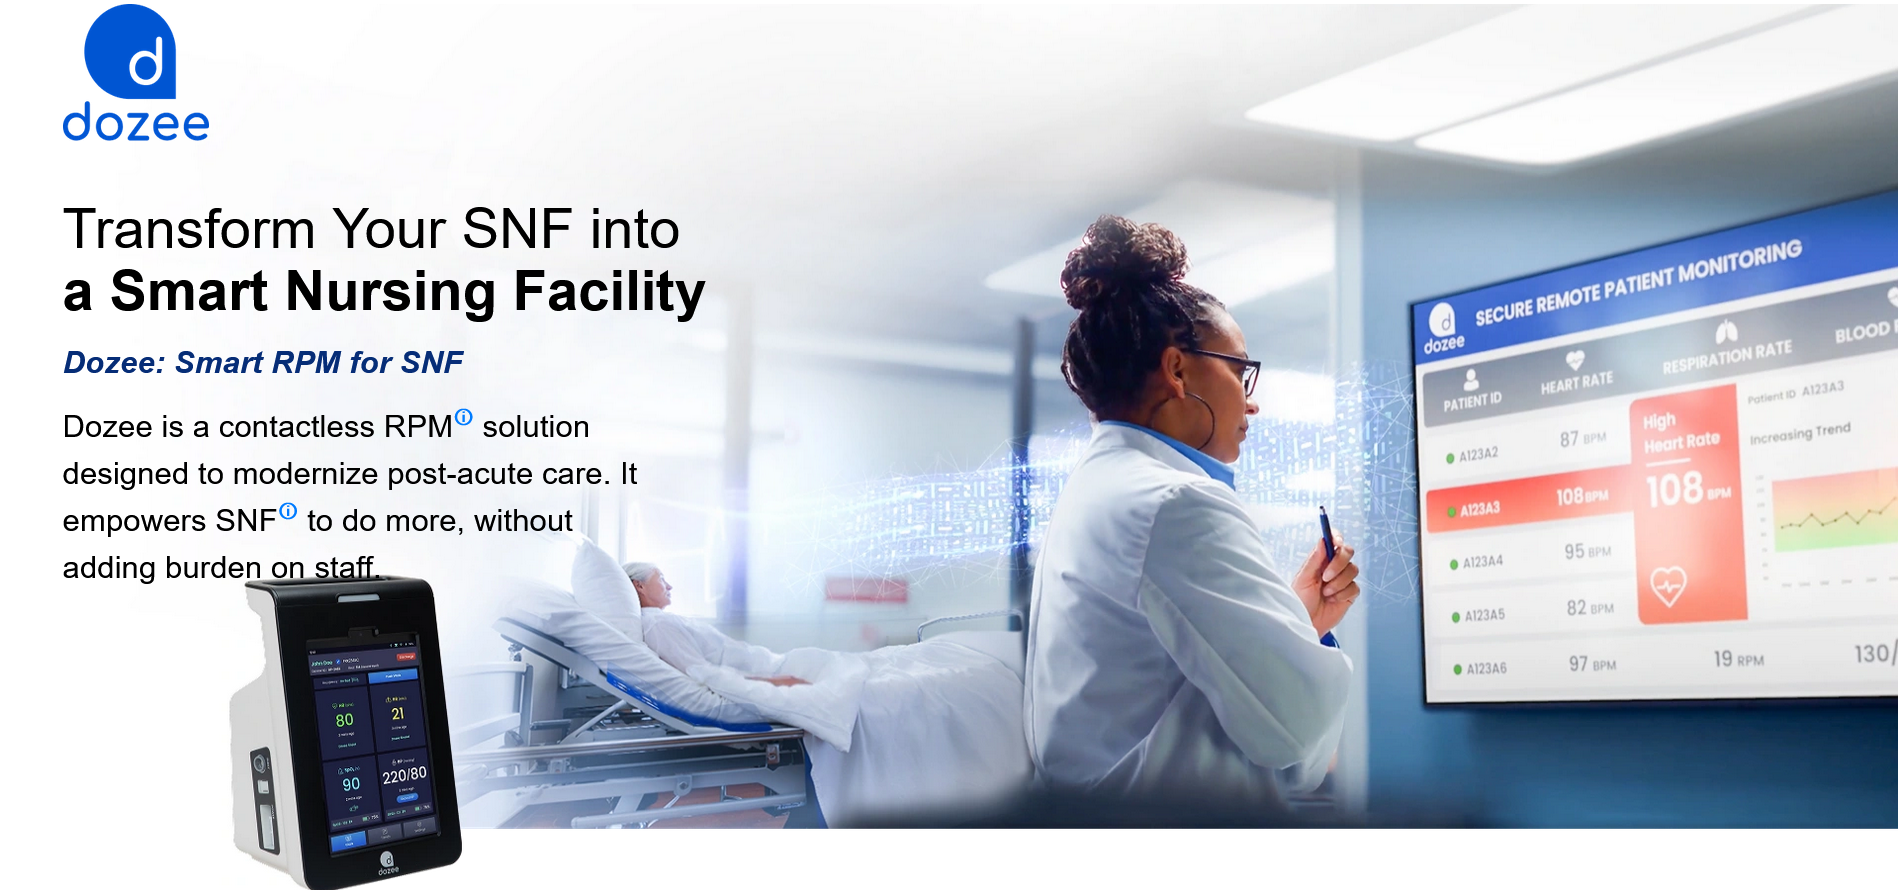 d
dozee
Transform Your SNF into
a Smart Nursing Facility
Dozee: Smart RPM for SNF
Dozee is a contactless RPM solution
designed to modernize post-acute care. It
empowers SNF to do more, without
adding burden on staff.
d
dozee
SECURE REMOTE PATIENT MONITORING
PATIENT ID
HEART RATE
RESPIRATION RATE
BLOOD
A123A2
87 BPM
High
Heart Rate
108 BPM
Patient ID A123A3
Increasing Trend
A123A3
108 BPM
A123A4
95 BPM
A123A5
82 BPM
A123A6
97 BPM
19 RPM
130/
John Doe
80
21
90
220/80
d
dozee